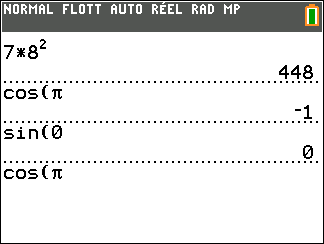 NORMAL FLOTT AUTO RÉEL RAD MP
7*8²
448
cos(π
-1
sin(0
0
cos(π